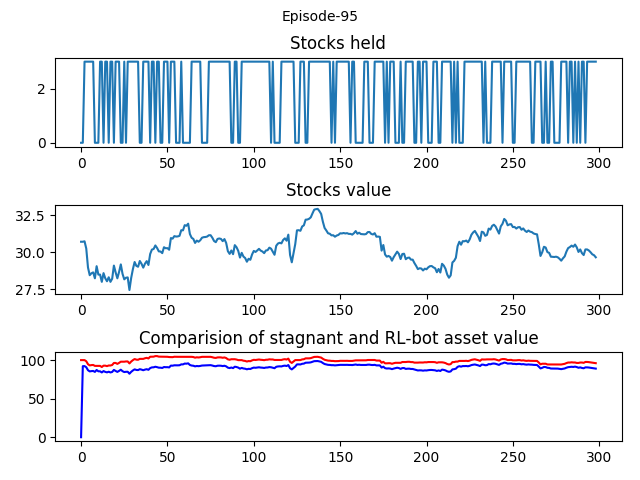 Episode-95
Stocks held
2
0
0 50 100 150 200 250 300
Stocks value
32.5
30.0
27.5
0 50 100 150 200 250 300
Comparision of stagnant and RL-bot asset value
100
50
0
0 50 100 150 200 250 300